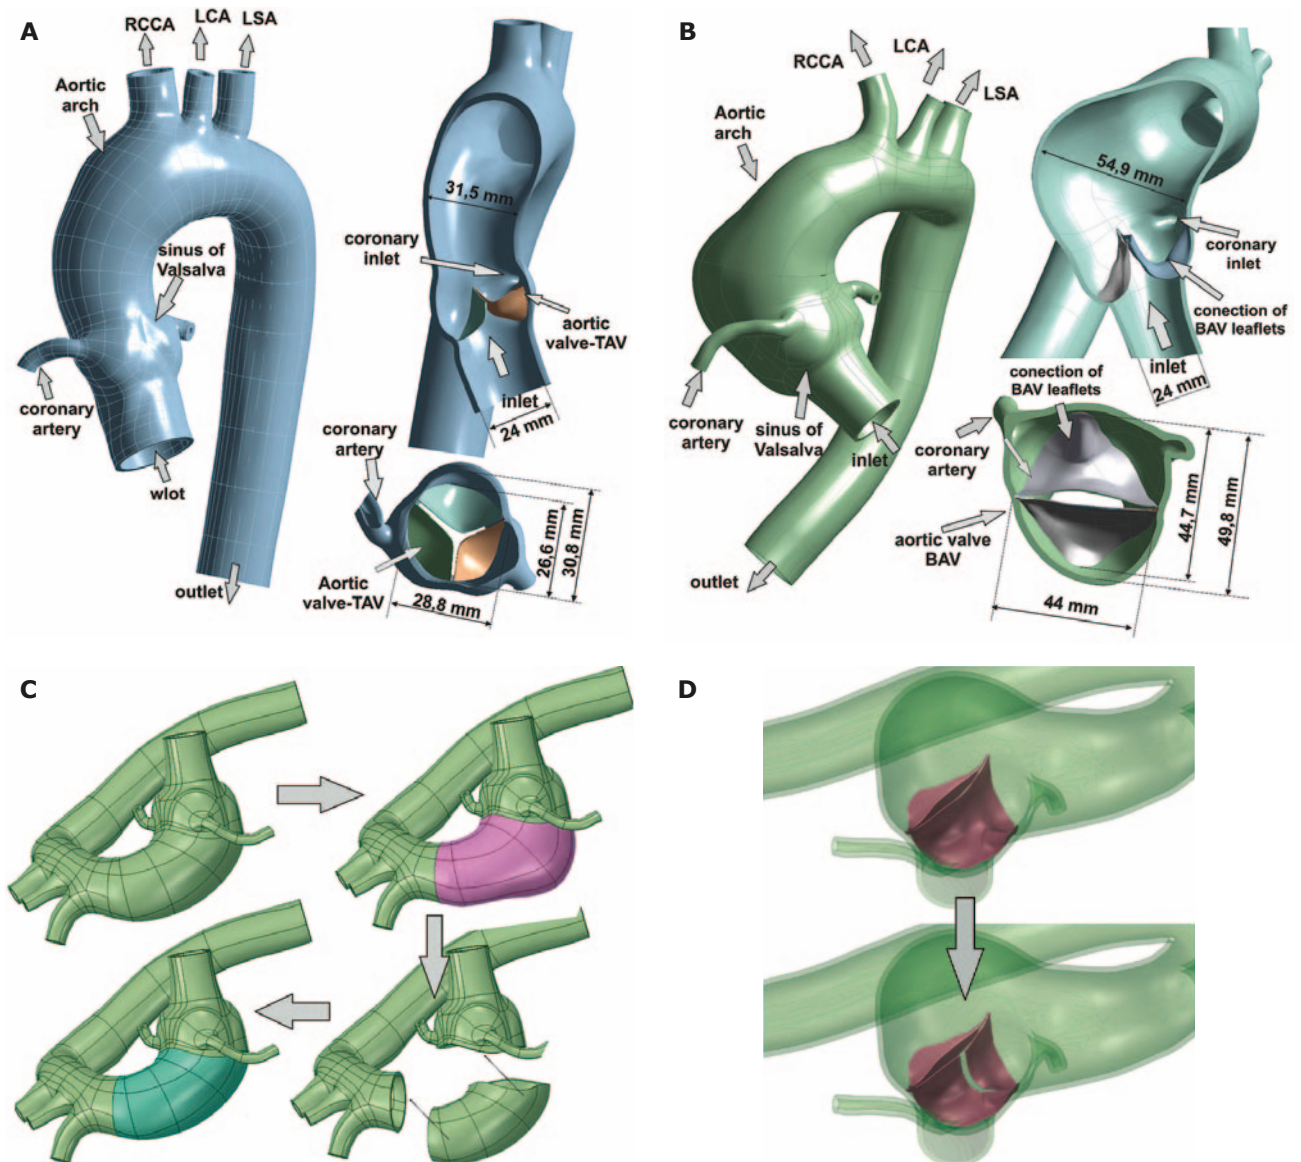 A
RCCA
LCA
LSA
Aortic
arch
31,5 mm
sinus of
Valsalva
coronary
inlet
aortic
valve-TAV
coronary
artery
inlet
24 mm
wlot
coronary
artery
outlet
Aortic
valve-TAV
26,6 mm
30,8 mm
28,8 mm
B
RCCA
LCA
LSA
Aortic
arch
54,9 mm
coronary
inlet
conection of
BAV leaflets
inlet
24 mm
coronary
artery
sinus of
Valsalva
inlet
outlet
conection of
BAV leaflets
coronary
artery
aortic valve
BAV
44,7 mm
49,8 mm
44 mm
C
D